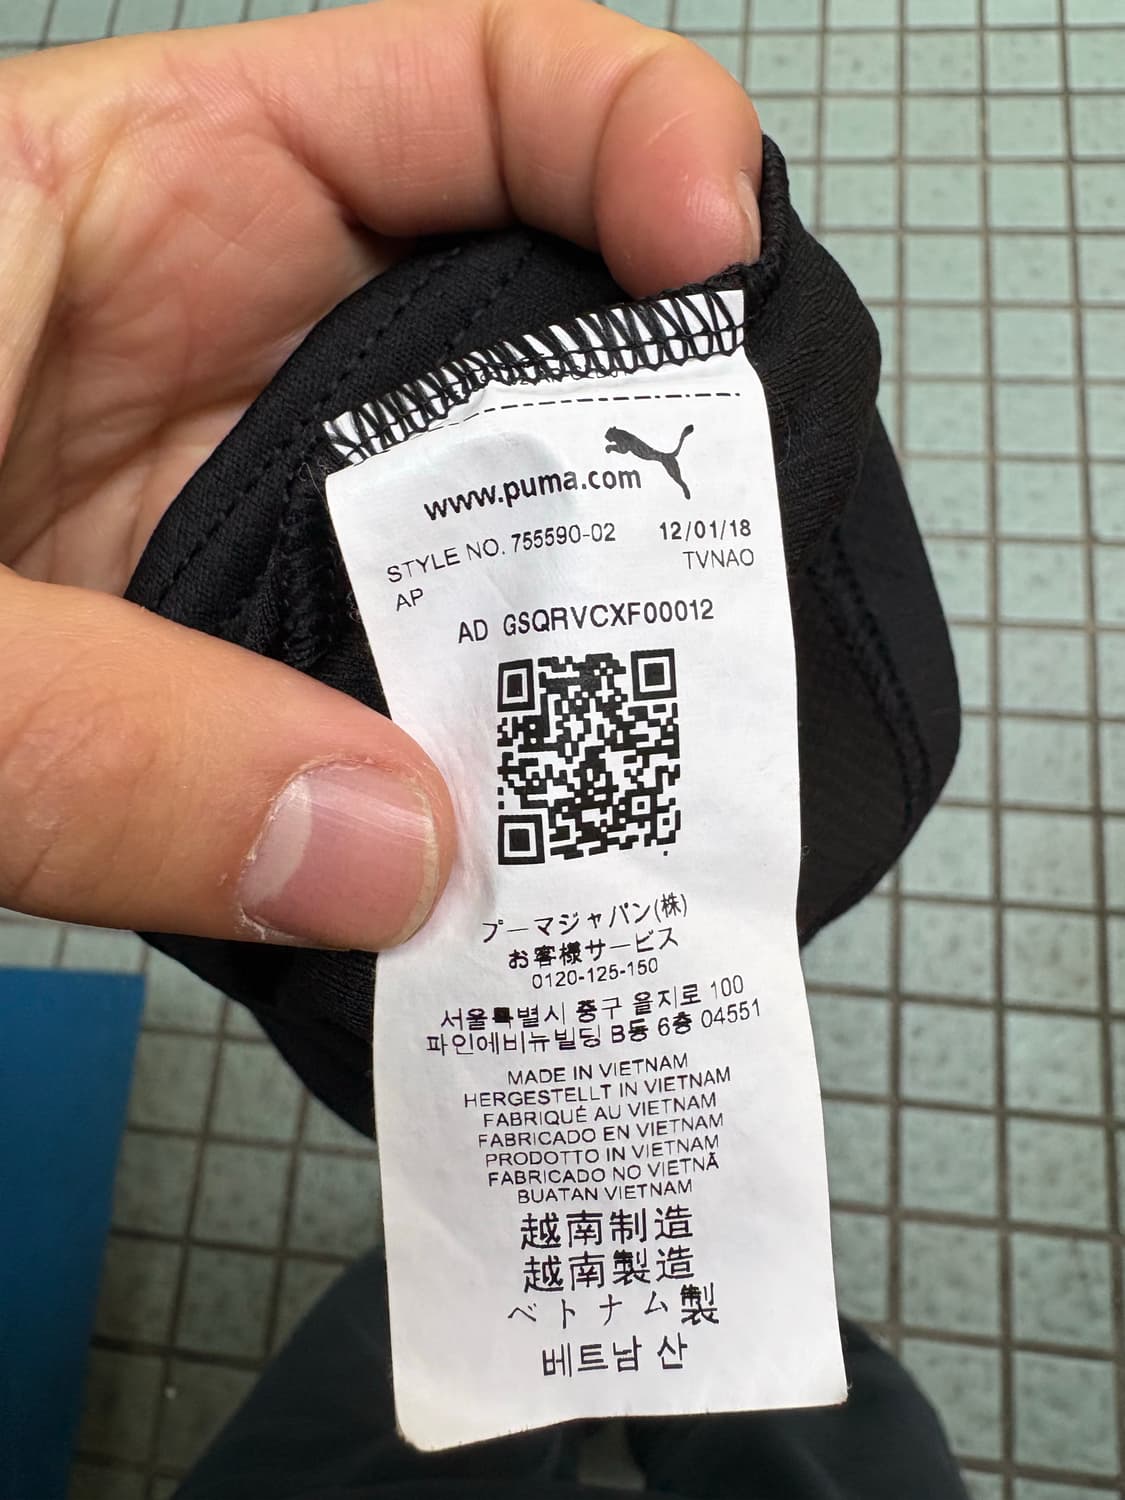 www.puma.com
STYLE NO. 755590-02 12/01/18
AP TVNAO
AD GSQRVCXF00012
プーマジャパン(株)
お客様サービス
0120-125-150
서울특별시 중구 을지로 100
파인에비뉴빌딩 B동 6층 04551
MADE IN VIETNAM
HERGESTELLT IN VIETNAM
FABRIQUÉ AU VIETNAM
FABRICADO EN VIETNAM
PRODOTTO IN VIETNAM
FABRICADO NO VIETNÃ
BUATAN VIETNAM
越南制造
越南製造
ベトナム製
베트남 산